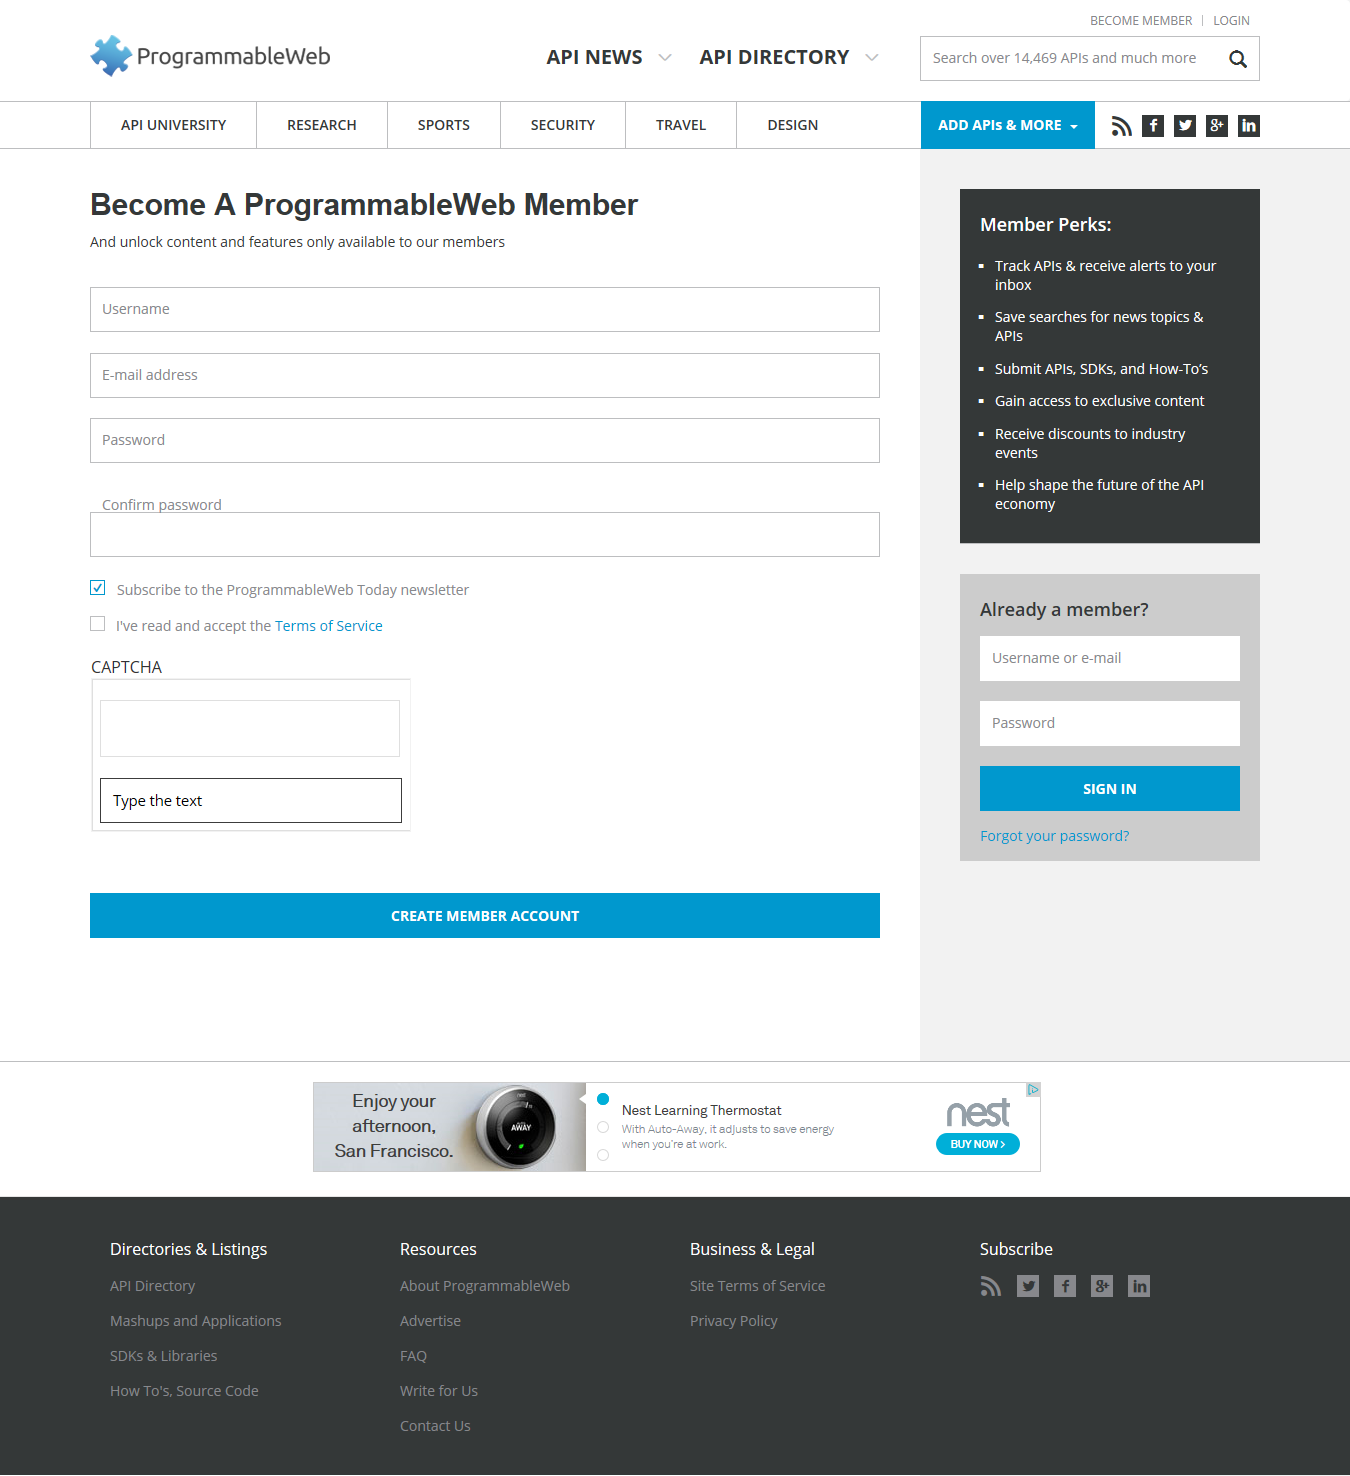 BECOME MEMBER | LOGIN
ProgrammableWeb
API NEWS
API DIRECTORY
Search over 14,469 APIs and much more
API UNIVERSITY
RESEARCH
SPORTS
SECURITY
TRAVEL
DESIGN
ADD APIs & MORE
Become A ProgrammableWeb Member
And unlock content and features only available to our members
Username
E-mail address
Password
Confirm password
Subscribe to the ProgrammableWeb Today newsletter
I've read and accept the Terms of Service
CAPTCHA
Type the text
CREATE MEMBER ACCOUNT
Member Perks:
Track APIs & receive alerts to your
inbox
Save searches for news topics &
APIs
Submit APIs, SDKs, and How-To's
Gain access to exclusive content
Receive discounts to industry
events
Help shape the future of the API
economy
Already a member?
Username or e-mail
Password
SIGN IN
Forgot your password?
Enjoy your
afternoon,
San Francisco.
nest
AWAY
Nest Learning Thermostat
With Auto-Away, it adjusts to save energy
when you're at work.
nest
BUY NOW >
Directories & Listings
API Directory
Mashups and Applications
SDKs & Libraries
How To's, Source Code
Resources
About ProgrammableWeb
Advertise
FAQ
Write for Us
Contact Us
Business & Legal
Site Terms of Service
Privacy Policy
Subscribe